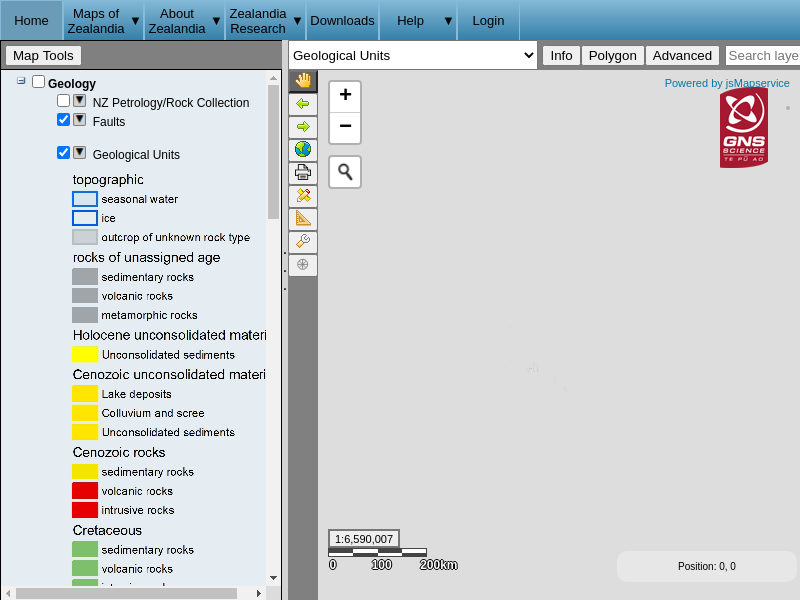 Home
Maps of Zealandia ▼
About Zealandia ▼
Zealandia Research ▼
Downloads
Help ▼
Login
Map Tools
Geological Units
Info
Polygon
Advanced
Search laye
Geology
NZ Petrology/Rock Collection
Faults
Geological Units
topographic
seasonal water
ice
outcrop of unknown rock type
rocks of unassigned age
sedimentary rocks
volcanic rocks
metamorphic rocks
Holocene unconsolidated materi
Unconsolidated sediments
Cenozoic unconsolidated materi
Lake deposits
Colluvium and scree
Unconsolidated sediments
Cenozoic rocks
sedimentary rocks
volcanic rocks
intrusive rocks
Cretaceous
sedimentary rocks
volcanic rocks
+
−
Powered by jsMapservice
GNS
SCIENCE
TE PŪ AO
1:6,590,007
0 100 200km
Position: 0, 0